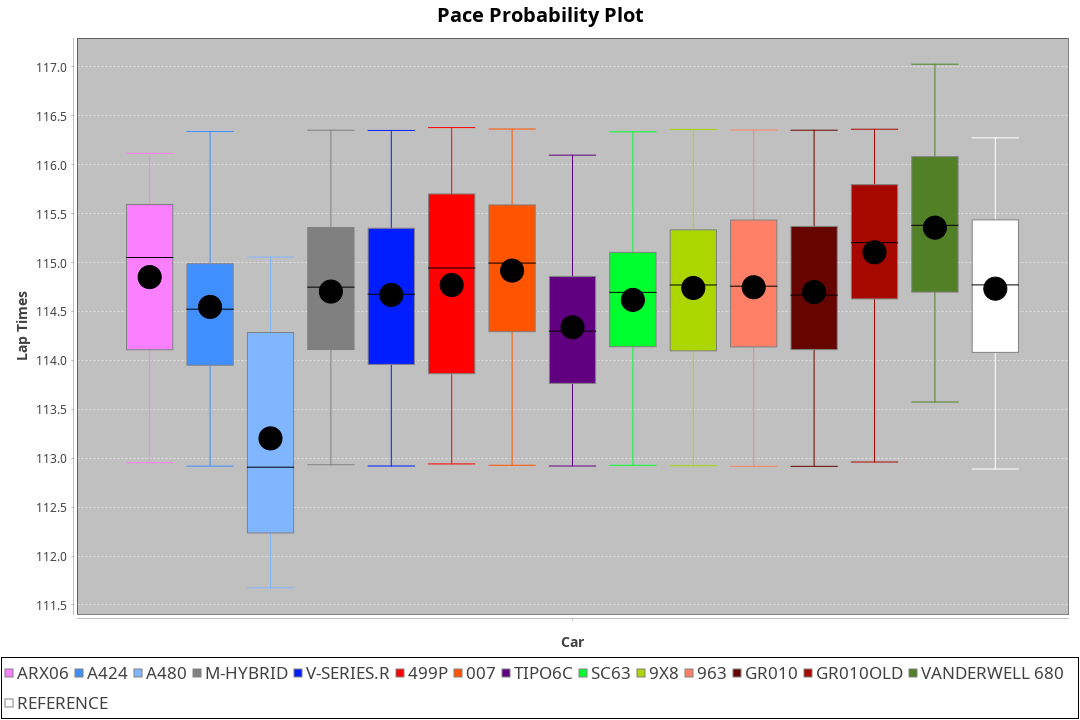 Pace Probability Plot
117.0
116.5
116.0
115.5
115.0
114.5
114.0
113.5
113.0
112.5
112.0
111.5
Lap Times
Car
ARX06 A424 A480 M-HYBRID V-SERIES.R 499P 007 TIPO6C SC63 9X8 963 GR010 GR010OLD VANDERWELL 680
REFERENCE